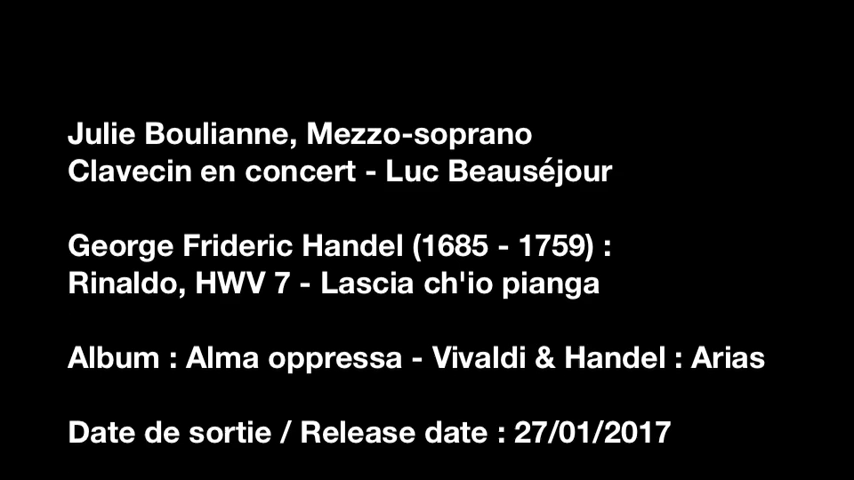 Julie Boulianne, Mezzo-soprano
Clavecin en concert - Luc Beauséjour
George Frideric Handel (1685 - 1759) :
Rinaldo, HWV 7 - Lascia ch'io pianga
Album : Alma oppressa - Vivaldi & Handel : Arias
Date de sortie / Release date : 27/01/2017